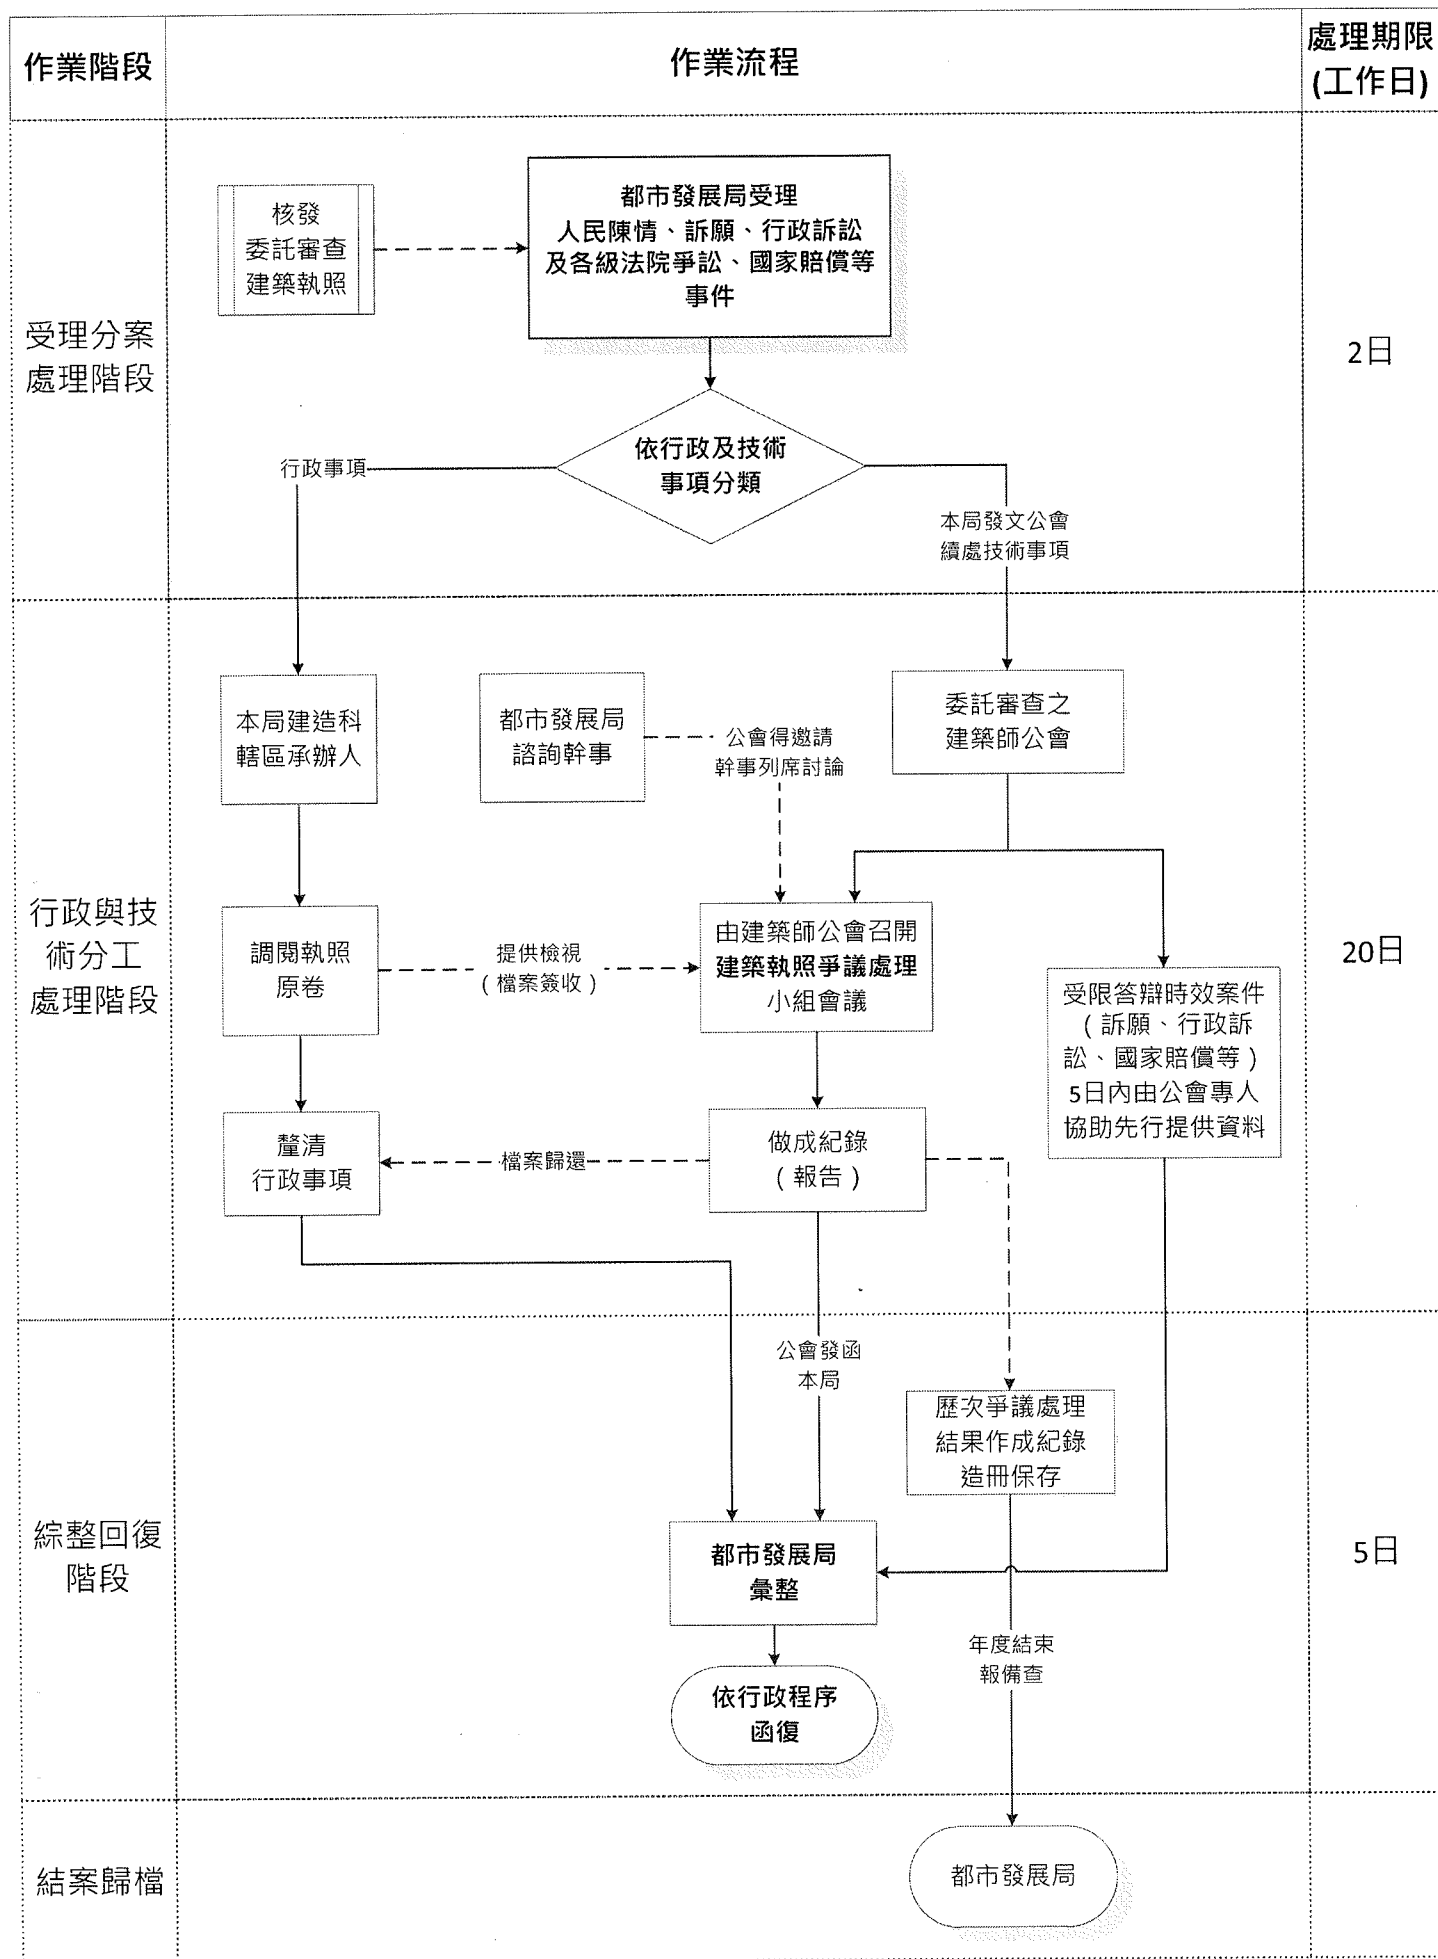 作業階段
作業流程
處理期限
(工作日)
受理分案
處理階段
核發
委託審查
建築執照
都市發展局受理
人民陳情、訴願、行政訴訟
及各級法院爭訟、國家賠償等
事件
2日
依行政及技術
事項分類
行政事項
本局發文公會
續處技術事項
行政與技
術分工
處理階段
本局建造科
轄區承辦人
都市發展局
諮詢幹事
公會得邀請
幹事列席討論
委託審查之
建築師公會
調閱執照
原卷
提供檢視
（檔案簽收）
由建築師公會召開
建築執照爭議處理
小組會議
受限答辯時效案件
（訴願、行政訴
訟、國家賠償等）
5日內由公會專人
協助先行提供資料
20日
釐清
行政事項
檔案歸還
做成紀錄
（報告）
綜整回復
階段
公會發函
本局
歷次爭議處理
結果作成紀錄
造冊保存
都市發展局
彙整
5日
年度結束
報備查
依行政程序
函復
結案歸檔
都市發展局